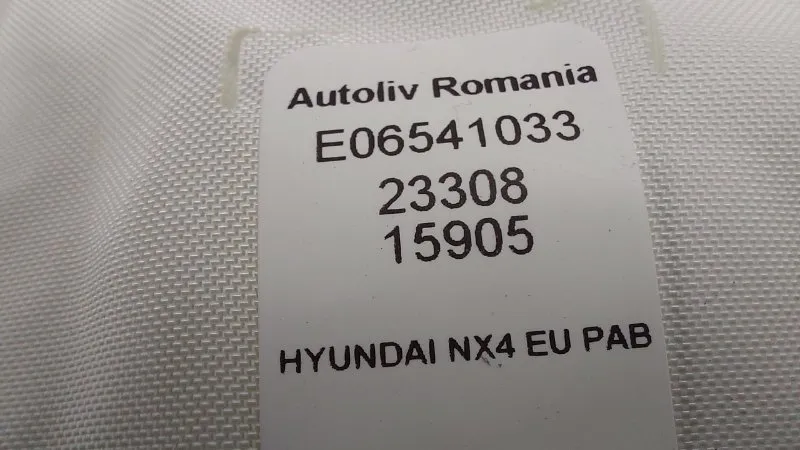 Autoliv Romania
E06541033
23308
15905
HYUNDAI NX4 EU PAB